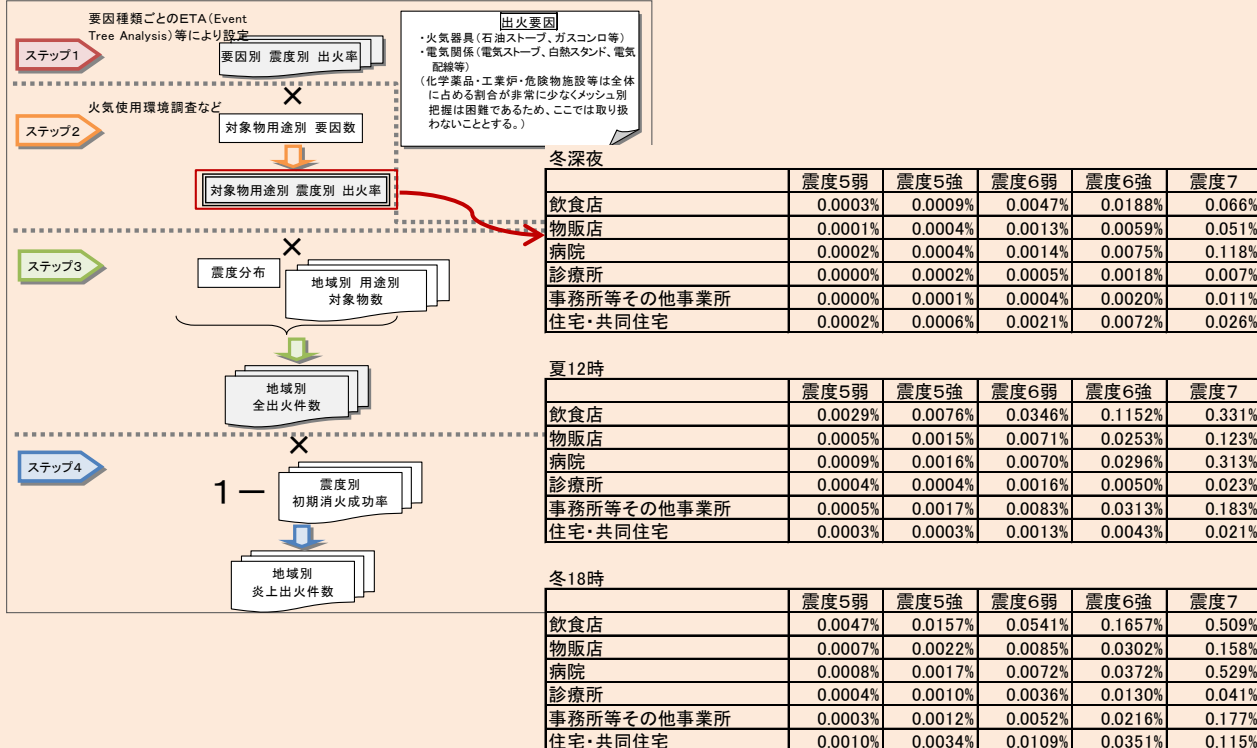 要因種類ごとのETA(Event
Tree Analysis)等により設定
ステップ1
要因別 震度別 出火率
出火要因
・火気器具(石油ストーブ、ガスコンロ等)
・電気関係(電気ストーブ、白熱スタンド、電気
配線等)
(化学薬品・工業炉・危険物施設等は全体
に占める割合が非常に少なくメッシュ別
把握は困難であるため、ここでは取り扱
わないこととする。)
×
火気使用環境調査など
ステップ2
対象物用途別 要因数
対象物用途別 震度別 出火率
×
ステップ3
震度分布
地域別 用途別
対象物数
地域別
全出火件数
×
ステップ4
1-
震度別
初期消火成功率
地域別
炎上出火件数
冬深夜
震度5弱 震度5強 震度6弱 震度6強 震度7
飲食店 0.0003% 0.0009% 0.0047% 0.0188% 0.066%
物販店 0.0001% 0.0004% 0.0013% 0.0059% 0.051%
病院 0.0002% 0.0004% 0.0014% 0.0075% 0.118%
診療所 0.0000% 0.0002% 0.0005% 0.0018% 0.007%
事務所等その他事業所 0.0000% 0.0001% 0.0004% 0.0020% 0.011%
住宅・共同住宅 0.0002% 0.0006% 0.0021% 0.0072% 0.026%
夏12時
震度5弱 震度5強 震度6弱 震度6強 震度7
飲食店 0.0029% 0.0076% 0.0346% 0.1152% 0.331%
物販店 0.0005% 0.0015% 0.0071% 0.0253% 0.123%
病院 0.0009% 0.0016% 0.0070% 0.0296% 0.313%
診療所 0.0004% 0.0004% 0.0016% 0.0050% 0.023%
事務所等その他事業所 0.0005% 0.0017% 0.0083% 0.0313% 0.183%
住宅・共同住宅 0.0003% 0.0003% 0.0013% 0.0043% 0.021%
冬18時
震度5弱 震度5強 震度6弱 震度6強 震度7
飲食店 0.0047% 0.0157% 0.0541% 0.1657% 0.509%
物販店 0.0007% 0.0022% 0.0085% 0.0302% 0.158%
病院 0.0008% 0.0017% 0.0072% 0.0372% 0.529%
診療所 0.0004% 0.0010% 0.0036% 0.0130% 0.041%
事務所等その他事業所 0.0003% 0.0012% 0.0052% 0.0216% 0.177%
住宅・共同住宅 0.0010% 0.0034% 0.0109% 0.0351% 0.115%